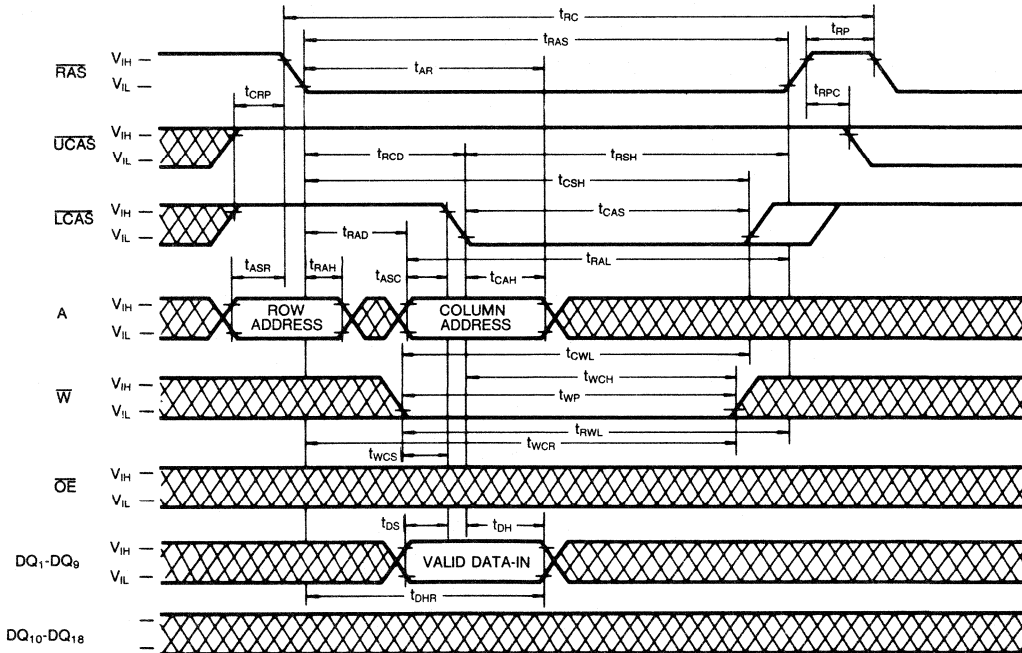 tRC
tRAS
tRP
RAS
VIH
VIL
tAR
tCRP
tRPC
UCAS
VIH
VIL
tRCD
tRSH
tCSH
LCAS
VIH
VIL
tCAS
tRAD
tRAL
tASR
tRAH
tASC
tCAH
A
VIH
VIL
ROW
ADDRESS
COLUMN
ADDRESS
tCWL
W
VIH
VIL
tWCH
tWP
tRWL
tWCR
tWCS
OE
VIH
VIL
tDS
tDH
DQ1-DQ9
VIH
VIL
VALID DATA-IN
tDHR
DQ10-DQ18